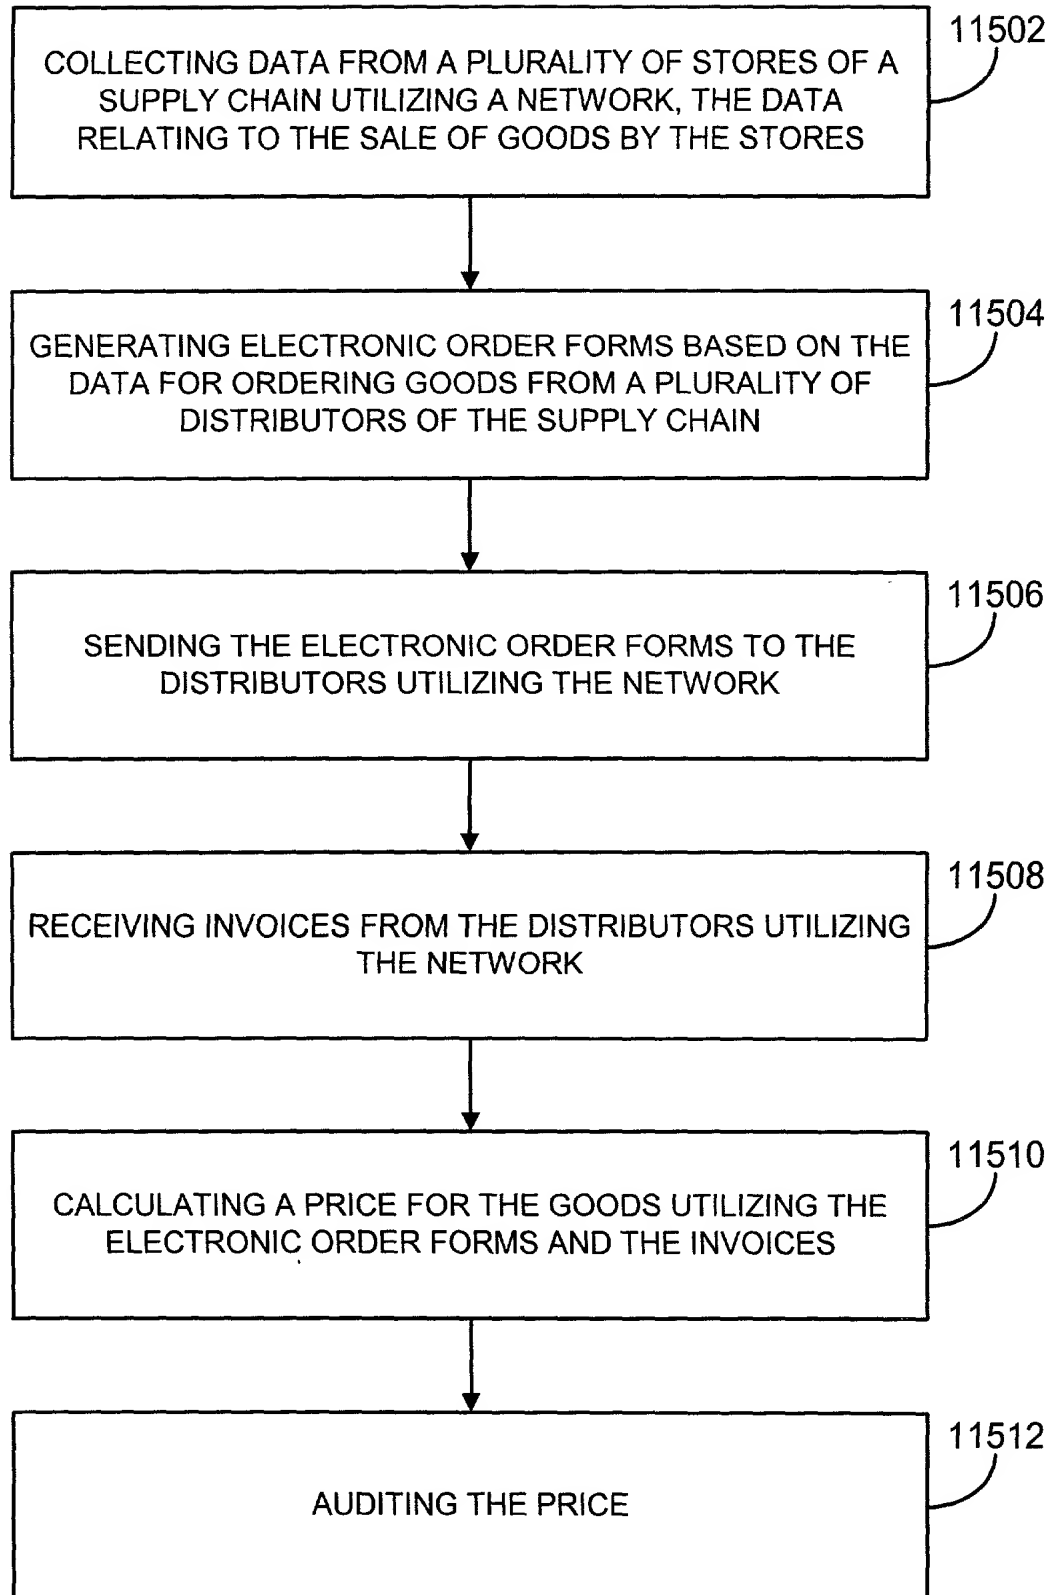 11502
COLLECTING DATA FROM A PLURALITY OF STORES OF A
SUPPLY CHAIN UTILIZING A NETWORK, THE DATA
RELATING TO THE SALE OF GOODS BY THE STORES
11504
GENERATING ELECTRONIC ORDER FORMS BASED ON THE
DATA FOR ORDERING GOODS FROM A PLURALITY OF
DISTRIBUTORS OF THE SUPPLY CHAIN
11506
SENDING THE ELECTRONIC ORDER FORMS TO THE
DISTRIBUTORS UTILIZING THE NETWORK
11508
RECEIVING INVOICES FROM THE DISTRIBUTORS UTILIZING
THE NETWORK
11510
CALCULATING A PRICE FOR THE GOODS UTILIZING THE
ELECTRONIC ORDER FORMS AND THE INVOICES
11512
AUDITING THE PRICE